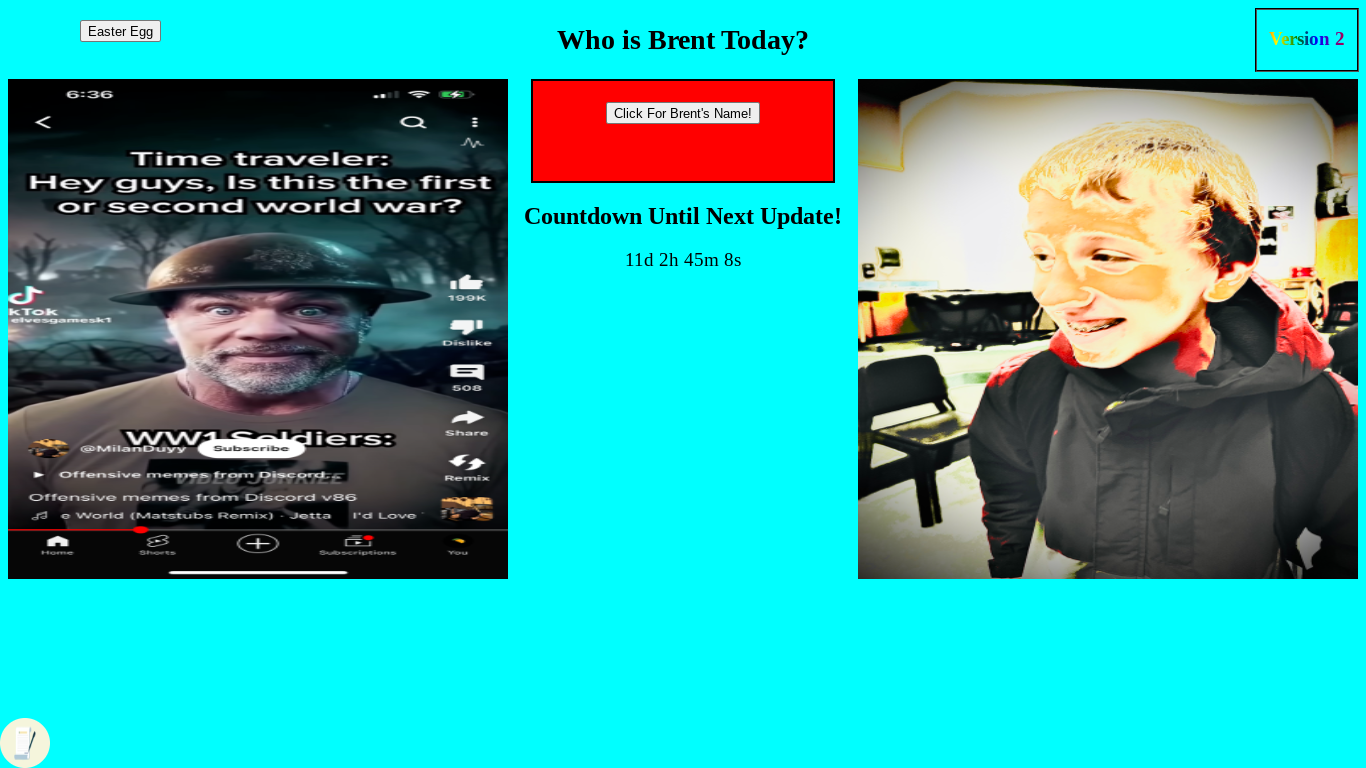 Easter Egg
Who is Brent Today?
Version 2
6:36
Time traveler:
Hey guys, Is this the first
or second world war?
kTok
elvesgamesk1
199K
Dislike
508
Share
Remix
WW1 Soldiers:
@MilanDuyy
Subscribe
Offensive memes from Discord...
Offensive memes from Discord v86
e World (Matstubs Remix) · Jetta
I'd Love
Home
Shorts
Subscriptions
You
Click For Brent's Name!
Countdown Until Next Update!
11d 2h 45m 8s